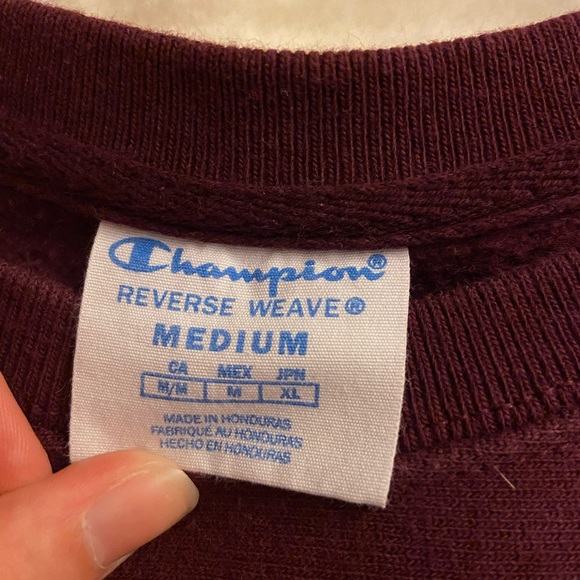 Champion®
REVERSE WEAVE®
MEDIUM
CA MEX JPN
M/M M XL
MADE IN HONDURAS
FABRIQUÉ AU HONDURAS
HECHO EN HONDURAS